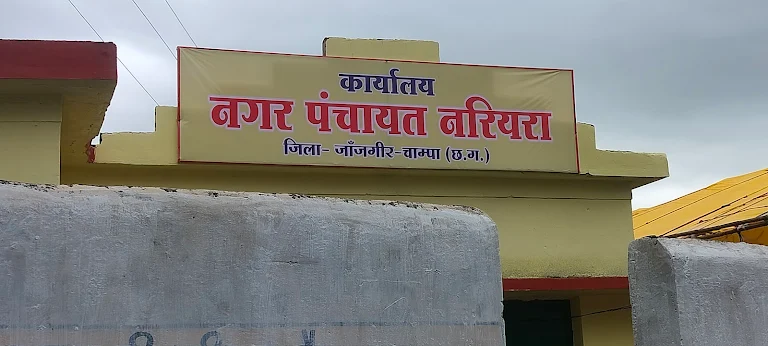 कार्यालय
नगर पंचायत नरियरा
जिला- जाँजगीर-चाम्पा (छ.ग.)